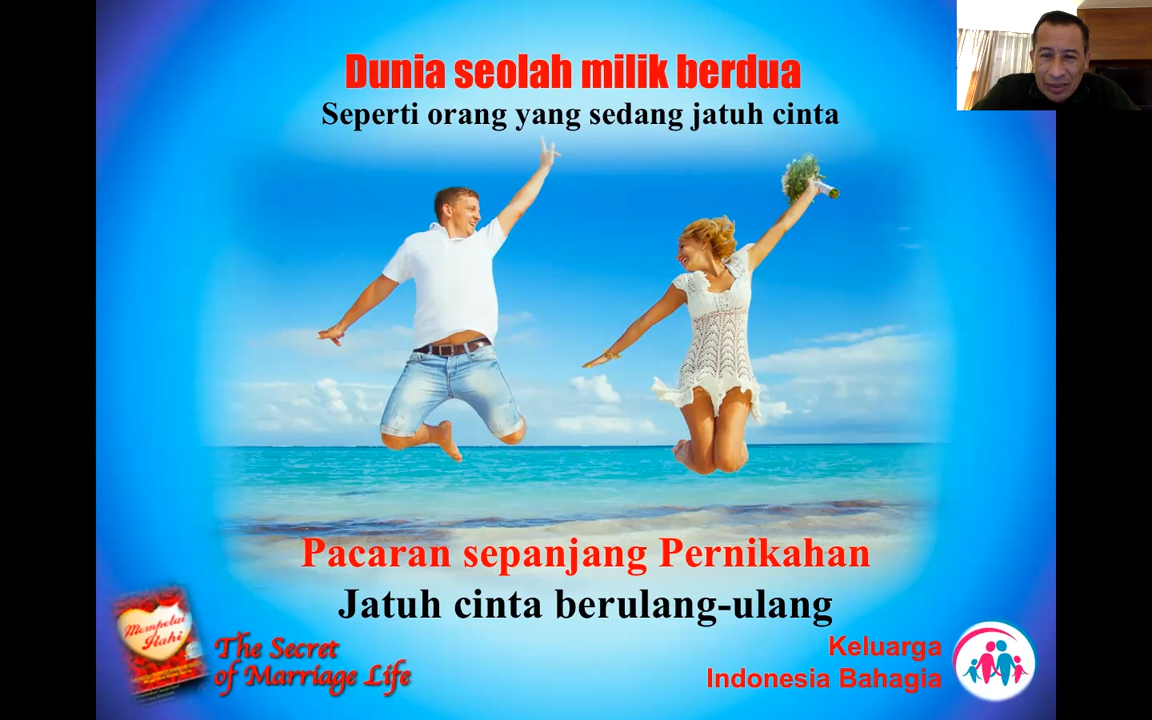 Dunia seolah milik berdua
Seperti orang yang sedang jatuh cinta
Pacaran sepanjang Pernikahan
Jatuh cinta berulang-ulang
Mempelai
Ilahi
The Secret
of Marriage Life
Keluarga
Indonesia Bahagia